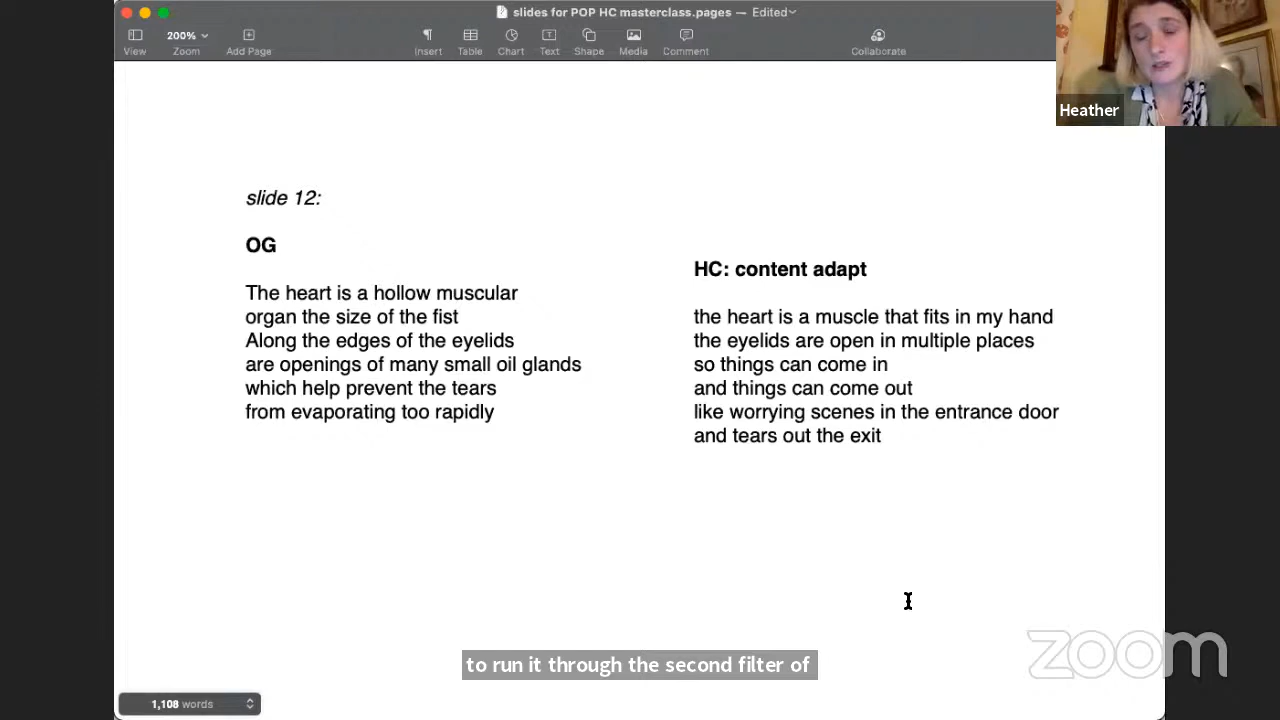 slides for POP HC masterclass.pages — Edited
200%
View
Zoom
Add Page
Insert
Table
Chart
Text
Shape
Media
Comment
Collaborate
Heather
slide 12:
OG
The heart is a hollow muscular
organ the size of the fist
Along the edges of the eyelids
are openings of many small oil glands
which help prevent the tears
from evaporating too rapidly
HC: content adapt
the heart is a muscle that fits in my hand
the eyelids are open in multiple places
so things can come in
and things can come out
like worrying scenes in the entrance door
and tears out the exit
to run it through the second filter of
zoom
1,108 words